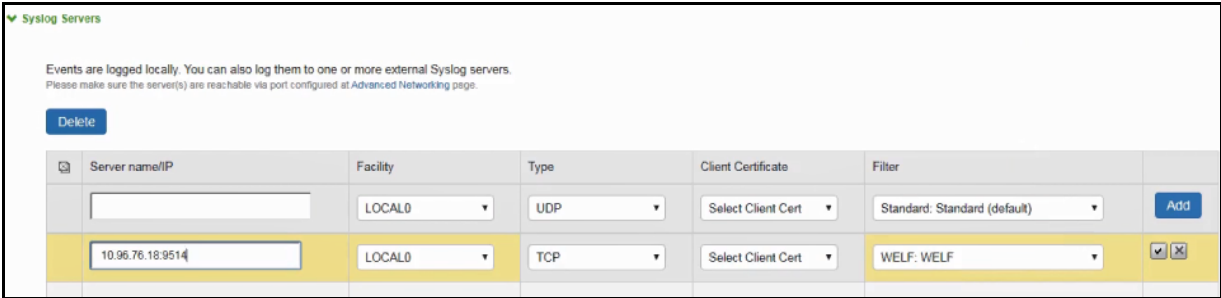 Syslog Servers
Events are logged locally. You can also log them to one or more external Syslog servers.
Please make sure the server(s) are reachable via port configured at Advanced Networking page.
Delete
Server name/IP Facility Type Client Certificate Filter
LOCAL0 UDP Select Client Cert Standard: Standard (default) Add
10.96.76.18:9514 LOCAL0 TCP Select Client Cert WELF: WELF